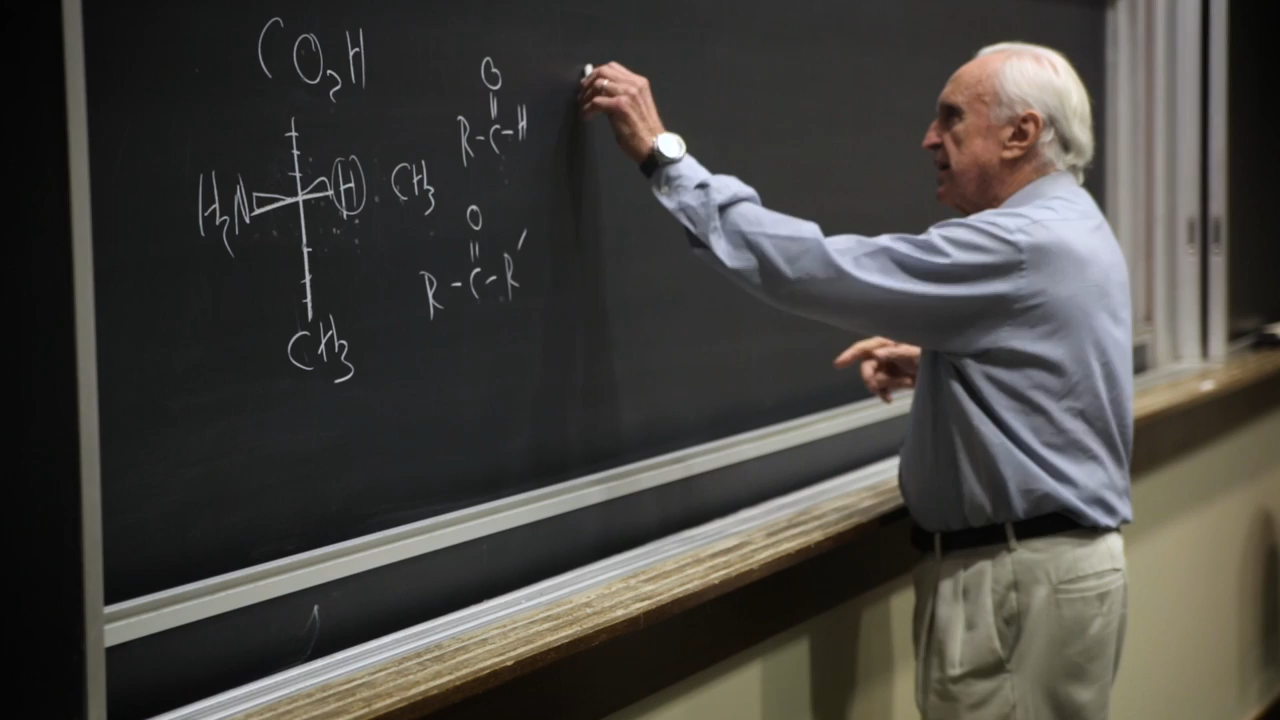 CO2H
H2N H CH3
CH3
O
R-C-H
O
R-C-R'